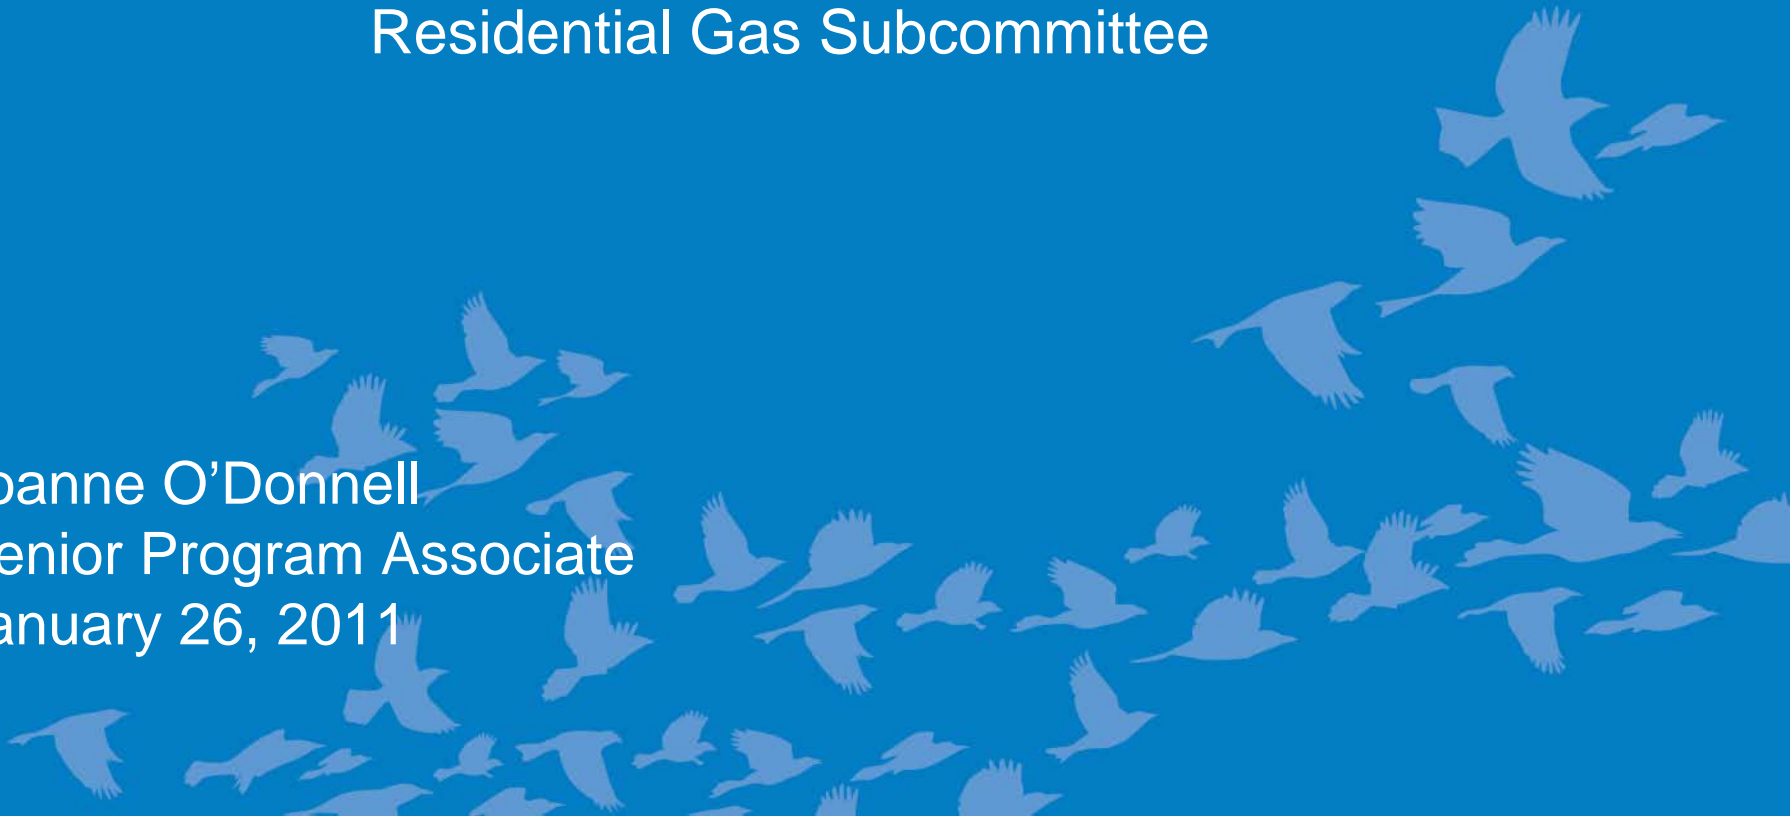 Residential Gas Subcommittee
oanne O’Donnell
enior Program Associate
anuary 26, 2011